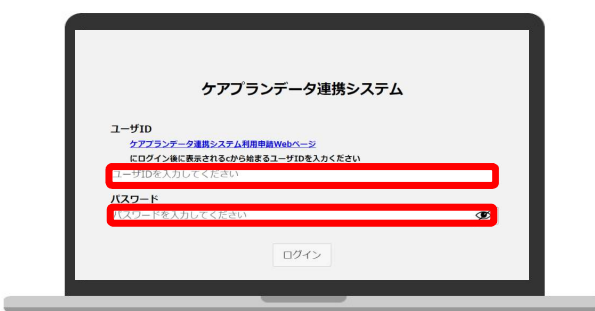 ケアプランデータ連携システム
ユーザID
ケアプランデータ連携システム利用申請Webページ
にログイン後に表示されるcから始まるユーザIDを入力ください
ユーザIDを入力してください
パスワード
パスワードを入力してください
ログイン